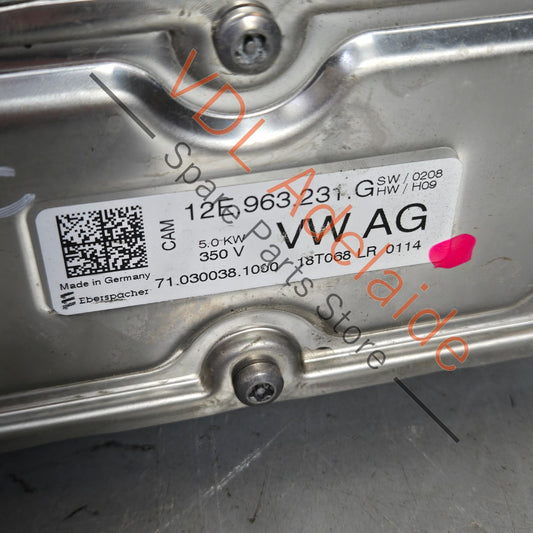 12E.963.231.G SW / 0208
HW / H09
CAM
5.0 KW
350 V
VW AG
Made in Germany
Eberspächer
71.030038.1000
18T068 LR 0114
VDL Adelaide
Spare Parts Store